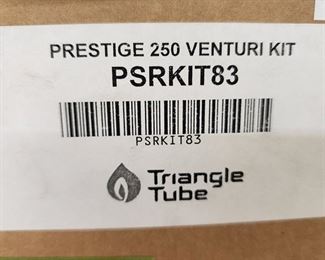 PRESTIGE 250 VENTURI KIT
PSRKIT83
PSRKIT83
Triangle
Tube